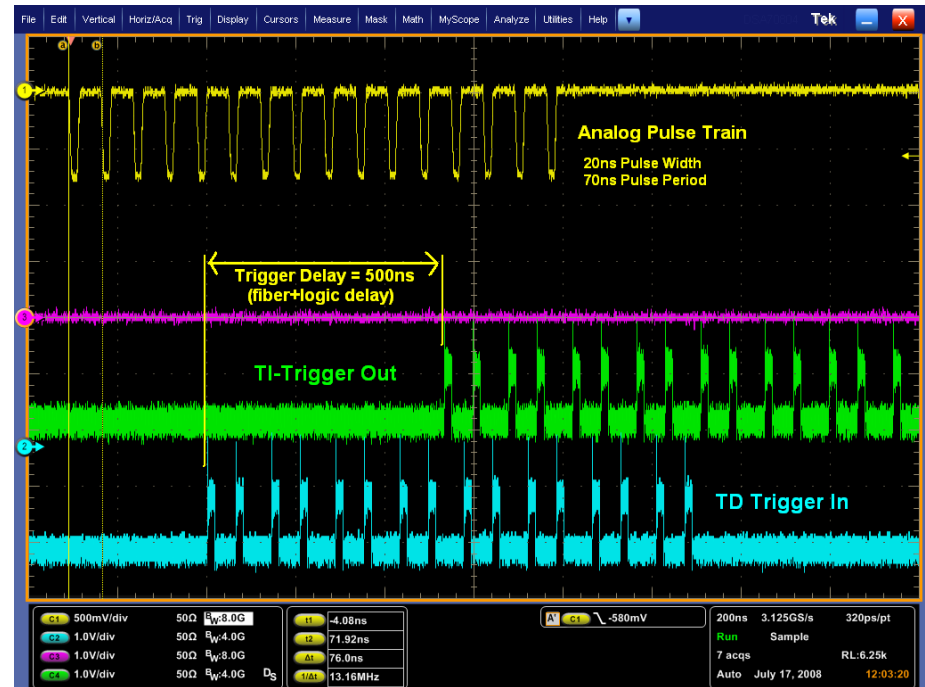 File Edit Vertical Horiz/Acq Trig Display Cursors Measure Mask Math MyScope Analyze Utilities Help Tek X
a b
1
Analog Pulse Train
20ns Pulse Width
70ns Pulse Period
Trigger Delay = 500ns
(fiber+logic delay)
3
TI-Trigger Out
2
TD Trigger In
C1 500mV/div 50Ω BW:8.0G
C2 1.0V/div 50Ω BW:4.0G
C3 1.0V/div 50Ω BW:8.0G
C4 1.0V/div 50Ω BW:4.0G DS
t1 -4.08ns
t2 71.92ns
Δt 76.0ns
1/Δt 13.16MHz
A' C1 -580mV
200ns 3.125GS/s 320ps/pt
Run Sample
7 acqs RL:6.25k
Auto July 17, 2008 12:03:20